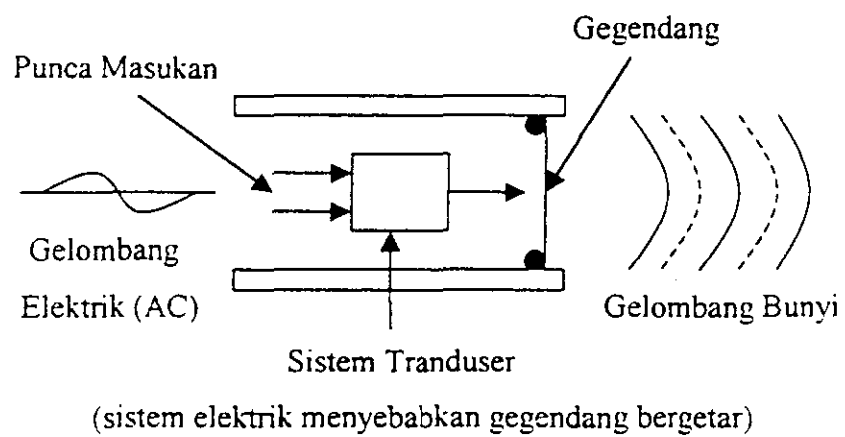 Gegendang
Punca Masukan
Gelombang
Elektrik (AC)
Gelombang Bunyi
Sistem Tranduser
(sistem elektrik menyebabkan gegendang bergetar)